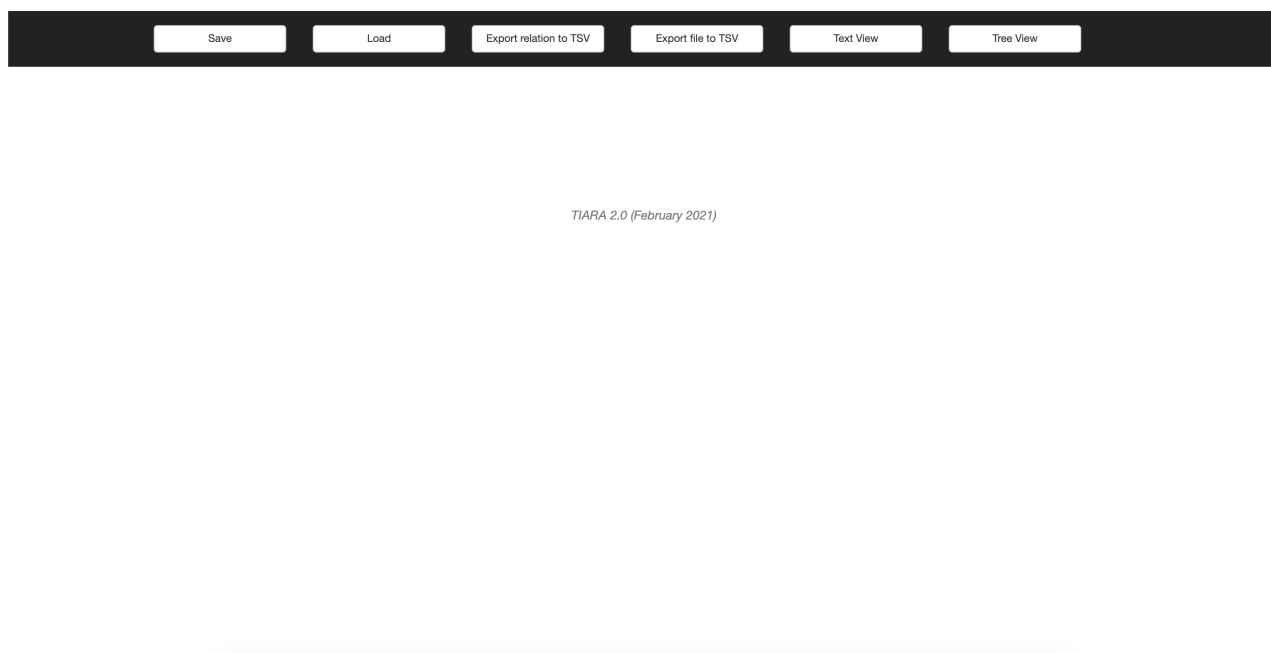 Save
Load
Export relation to TSV
Export file to TSV
Text View
Tree View
TIARA 2.0 (February 2021)